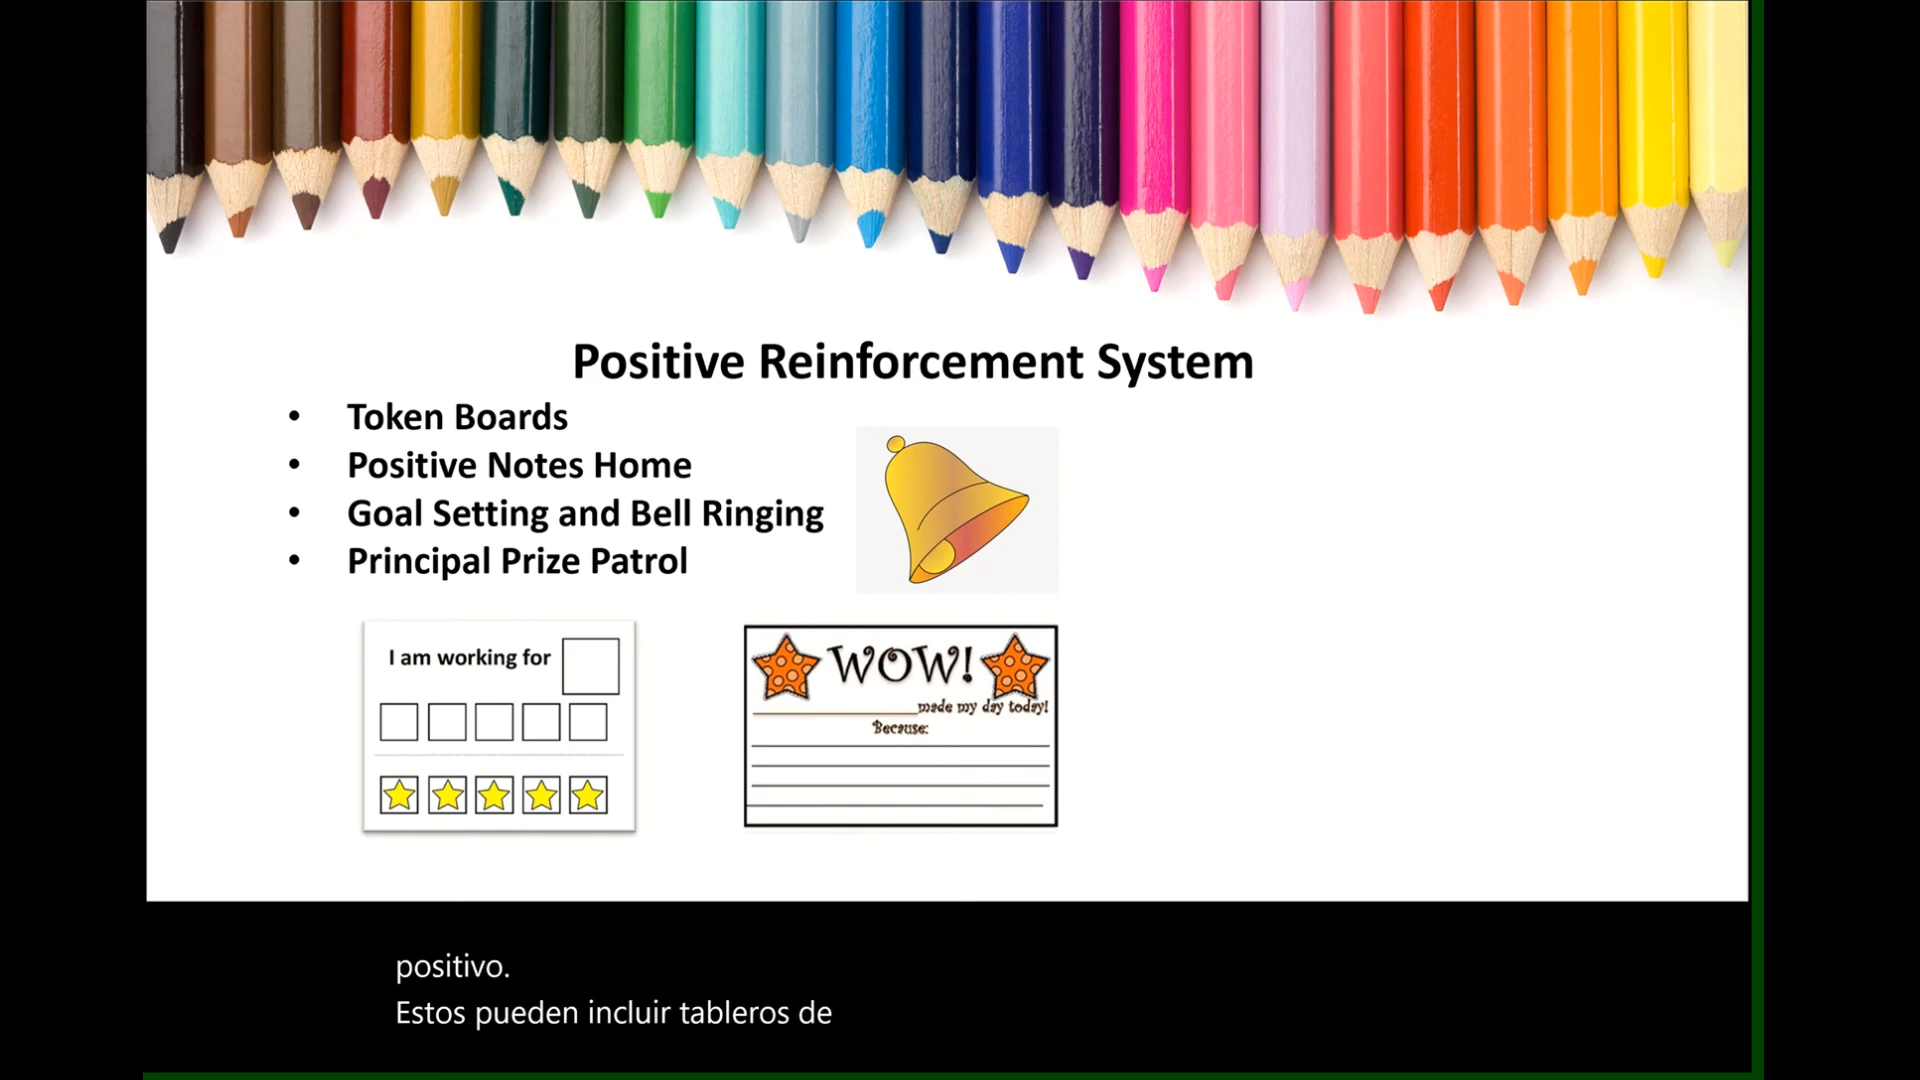 Positive Reinforcement System
• Token Boards
• Positive Notes Home
• Goal Setting and Bell Ringing
• Principal Prize Patrol
I am working for
WOW!
made my day today!
Because:
positivo.
Estos pueden incluir tableros de